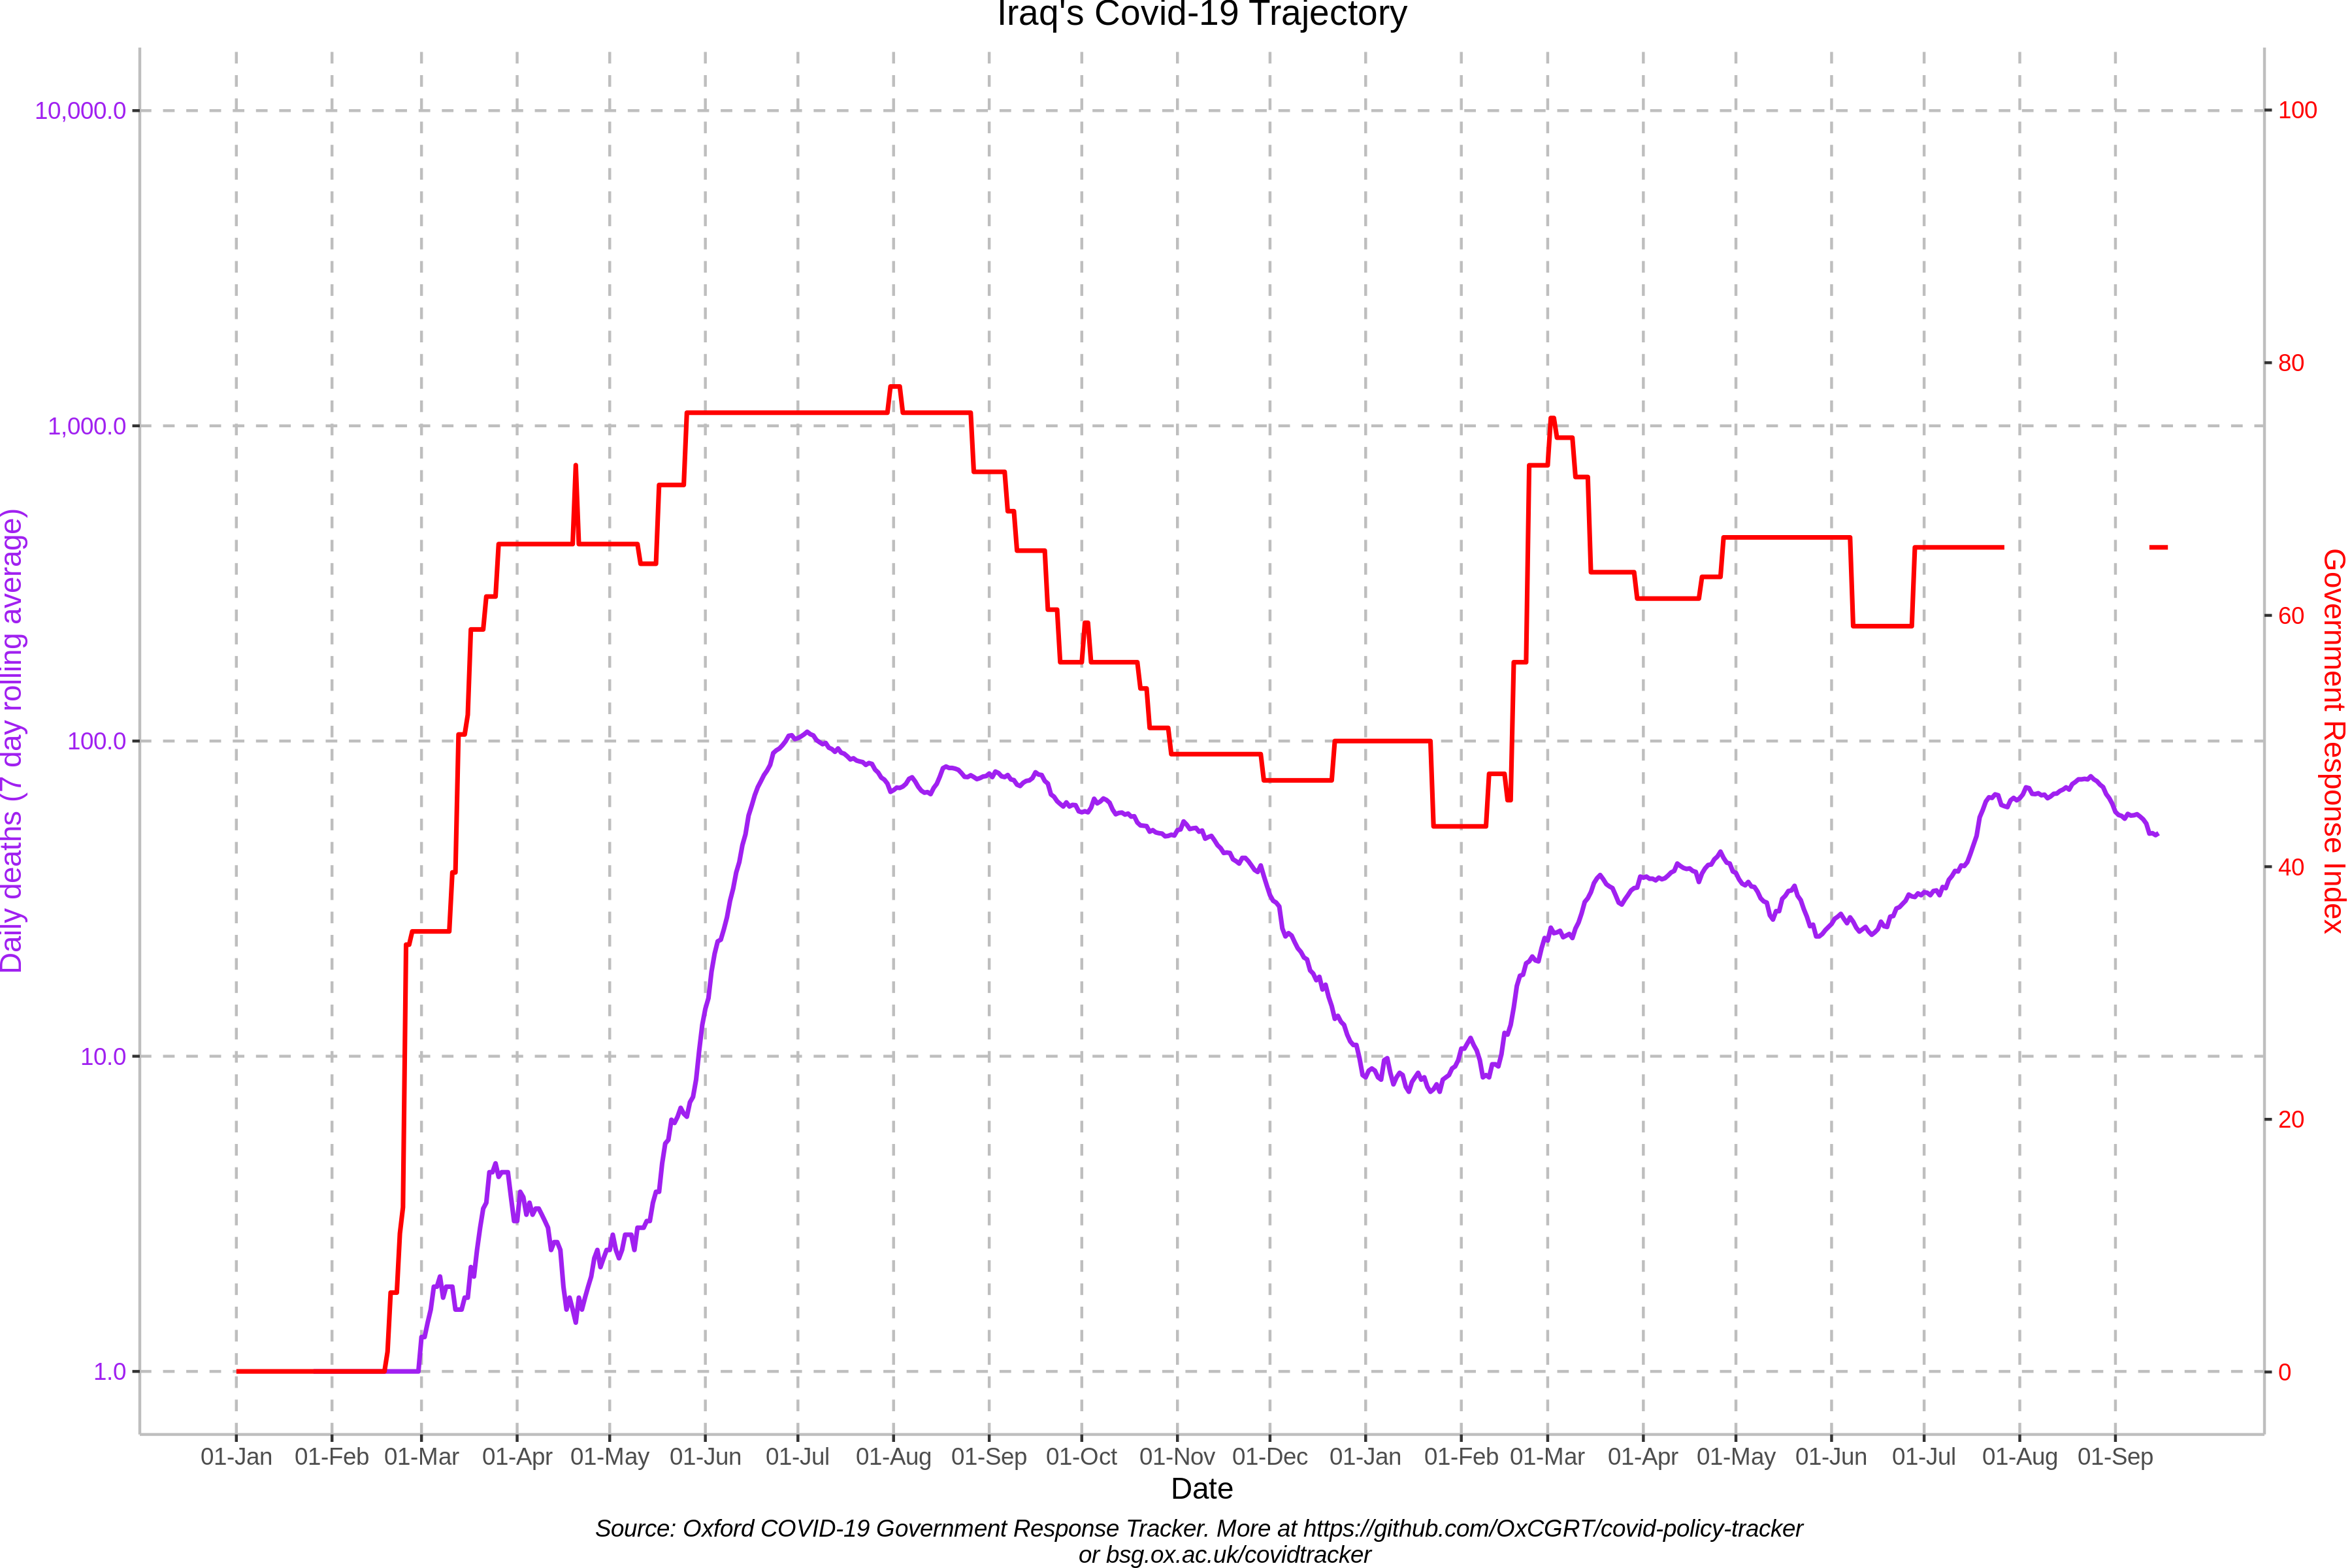 Iraq's Covid-19 Trajectory
10,000.0
1,000.0
100.0
10.0
1.0
Daily deaths (7 day rolling average)
100
80
60
40
20
0
Government Response Index
01-Jan 01-Feb 01-Mar 01-Apr 01-May 01-Jun 01-Jul 01-Aug 01-Sep 01-Oct 01-Nov 01-Dec 01-Jan 01-Feb 01-Mar 01-Apr 01-May 01-Jun 01-Jul 01-Aug 01-Sep
Date
Source: Oxford COVID-19 Government Response Tracker. More at https://github.com/OxCGRT/covid-policy-tracker
or bsg.ox.ac.uk/covidtracker